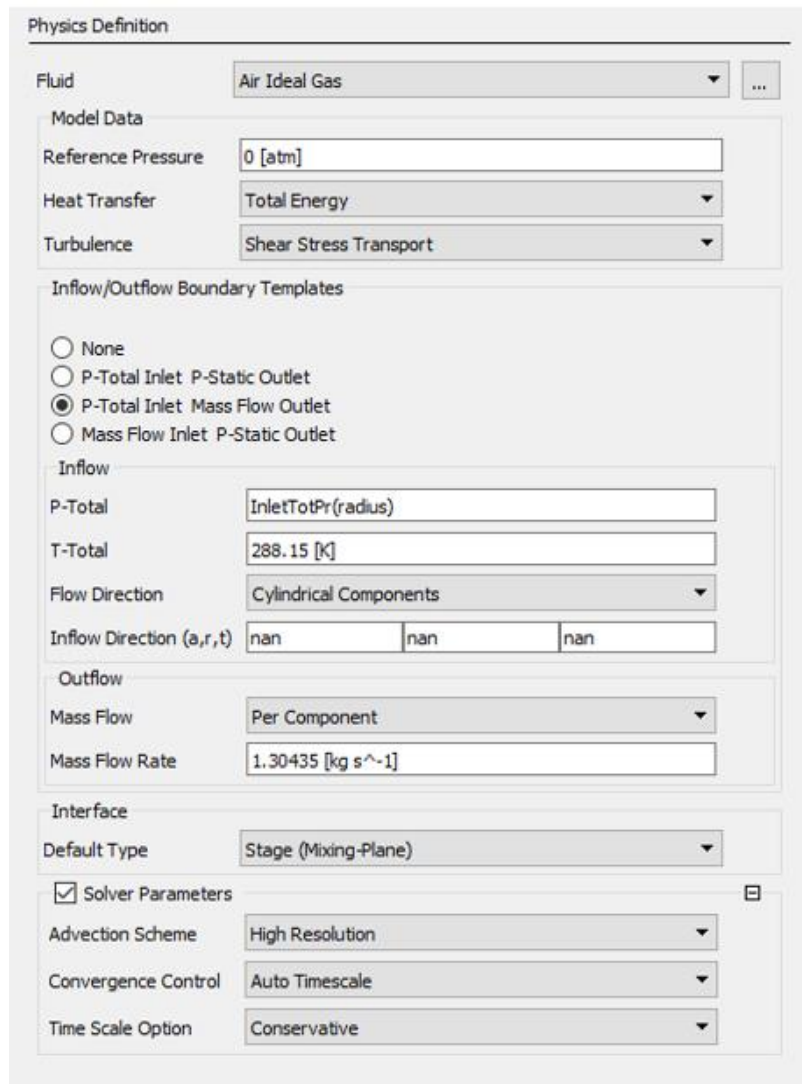 Physics Definition
Fluid Air Ideal Gas ...
Model Data
Reference Pressure 0 [atm]
Heat Transfer Total Energy
Turbulence Shear Stress Transport
Inflow/Outflow Boundary Templates
None
P-Total Inlet P-Static Outlet
P-Total Inlet Mass Flow Outlet
Mass Flow Inlet P-Static Outlet
Inflow
P-Total InletTotPr(radius)
T-Total 288.15 [K]
Flow Direction Cylindrical Components
Inflow Direction (a,r,t) nan nan nan
Outflow
Mass Flow Per Component
Mass Flow Rate 1.30435 [kg s^-1]
Interface
Default Type Stage (Mixing-Plane)
Solver Parameters
Advection Scheme High Resolution
Convergence Control Auto Timescale
Time Scale Option Conservative